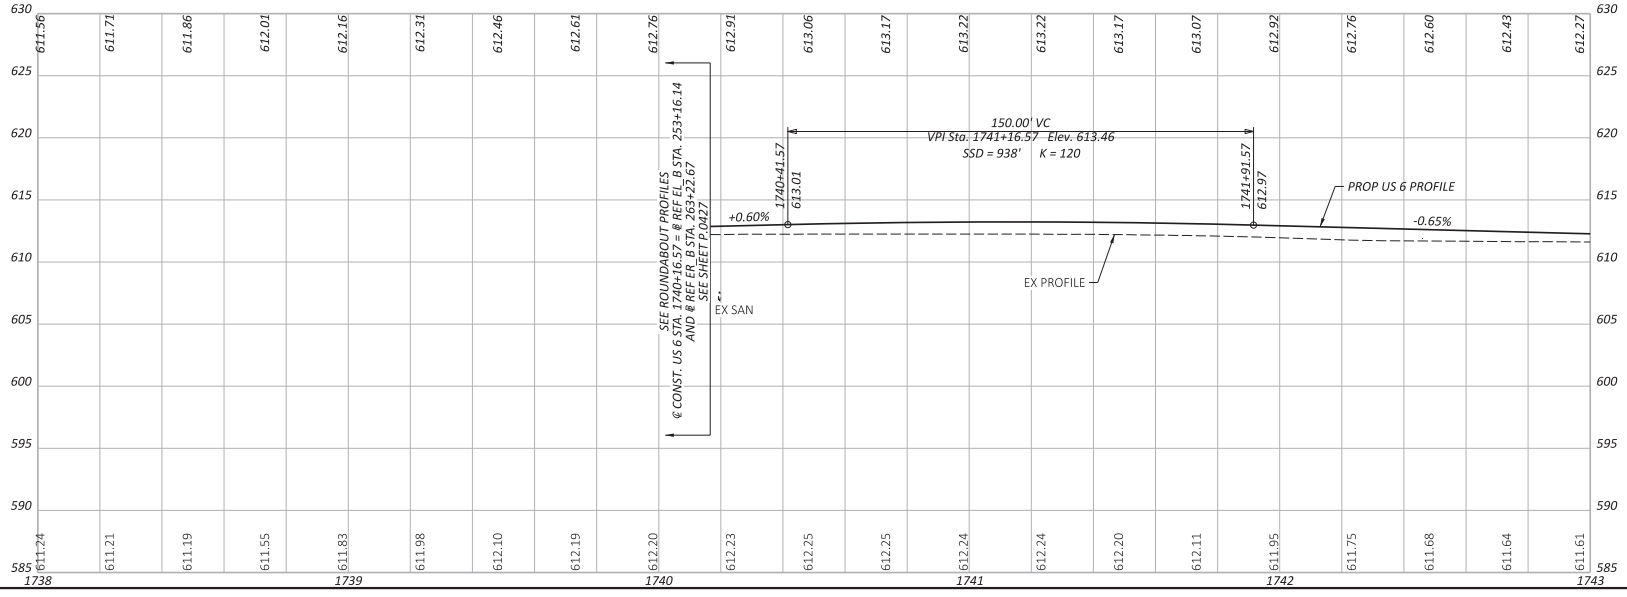 630 611.56 611.71 611.86 612.01 612.16 612.31 612.46 612.61 612.76 612.91 613.06 613.17 613.22 613.22 613.17 613.07 612.92 612.76 612.60 612.43 612.27 630
625 625
620 620
615 615
610 610
605 605
600 600
595 595
590 590
585 585
SEE ROUNDABOUT PROFILES
℄ CONST. US 6 STA. 1740+16.57 = ℄ REF EL_B STA. 253+16.14
AND ℄ REF ER_B STA. 263+22.67
SEE SHEET P.0427
150.00' VC
VPI Sta. 1741+16.57 Elev. 613.46
SSD = 938' K = 120
1740+41.57
613.01
1741+91.57
612.97
+0.60%
PROP US 6 PROFILE
-0.65%
EX PROFILE
EX SAN
611.24 611.21 611.19 611.55 611.83 611.98 612.10 612.19 612.20 612.23 612.25 612.25 612.24 612.24 612.20 612.11 611.95 611.75 611.68 611.64 611.61
1738 1739 1740 1741 1742 1743